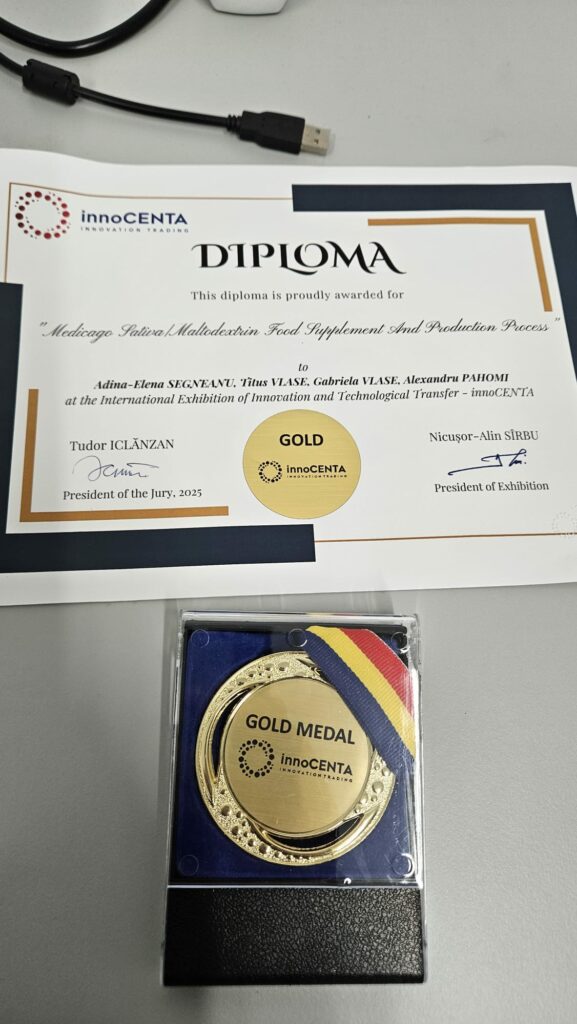 innoCENTA
INNOVATION TRADING
DIPLOMA
This diploma is proudly awarded for
"Medicago Sativa/Maltodextrin Food Supplement And Production Process"
to
Adina-Elena SEGNEANU, Titus VLASE, Gabriela VLASE, Alexandru PAHOMI
at the International Exhibition of Innovation and Technological Transfer - innoCENTA
Tudor ICLĂNZAN
President of the Jury, 2025
GOLD
innoCENTA
INNOVATION TRADING
Nicușor-Alin SÎRBU
President of Exhibition
GOLD MEDAL
innoCENTA
INNOVATION TRADING